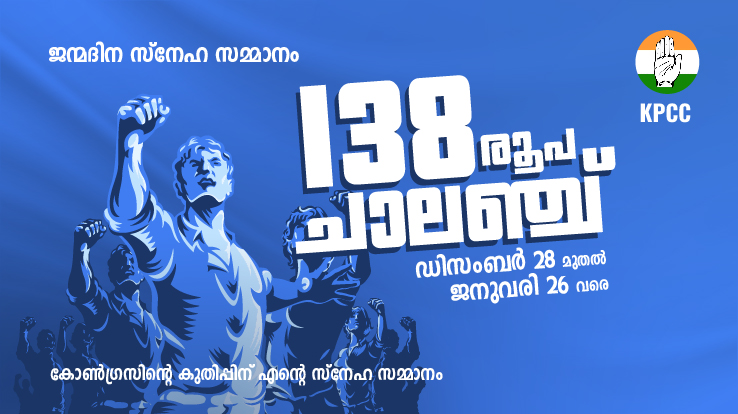 ജന്മദിന സ്നേഹ സമ്മാനം
KPCC
138 രൂപ
ചാലഞ്ച്
ഡിസംബർ 28 മുതൽ
ജനുവരി 26 വരെ
കോൺഗ്രസിന്റെ കുതിപ്പിന് എന്റെ സ്നേഹ സമ്മാനം